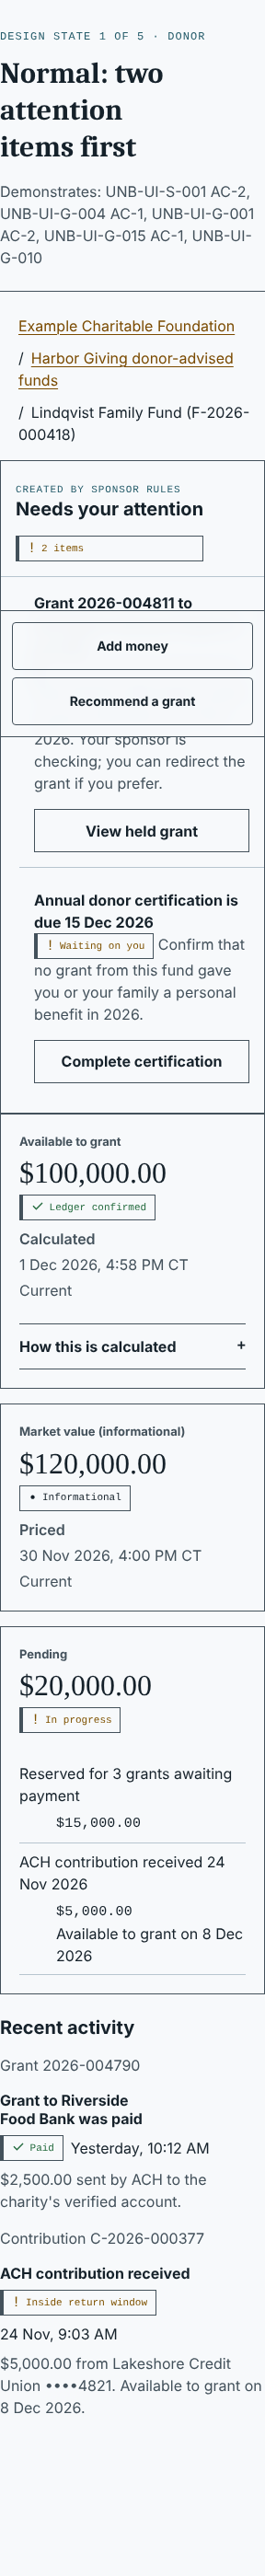 DESIGN STATE 1 OF 5 · DONOR
Normal: two
attention
items first
Demonstrates: UNB-UI-S-001 AC-2,
UNB-UI-G-004 AC-1, UNB-UI-G-001
AC-2, UNB-UI-G-015 AC-1, UNB-UI-
G-010
Example Charitable Foundation
/ Harbor Giving donor-advised
funds
/ Lindqvist Family Fund (F-2026-
000418)
CREATED BY SPONSOR RULES
Needs your attention
! 2 items
Grant 2026-004811 to
Add money
Recommend a grant
2026. Your sponsor is
checking; you can redirect the
grant if you prefer.
View held grant
Annual donor certification is
due 15 Dec 2026
! Waiting on you Confirm that
no grant from this fund gave
you or your family a personal
benefit in 2026.
Complete certification
Available to grant
$100,000.00
✓ Ledger confirmed
Calculated
1 Dec 2026, 4:58 PM CT
Current
How this is calculated +
Market value (informational)
$120,000.00
• Informational
Priced
30 Nov 2026, 4:00 PM CT
Current
Pending
$20,000.00
! In progress
Reserved for 3 grants awaiting
payment
$15,000.00
ACH contribution received 24
Nov 2026
$5,000.00
Available to grant on 8 Dec
2026
Recent activity
Grant 2026-004790
Grant to Riverside
Food Bank was paid
✓ Paid Yesterday, 10:12 AM
$2,500.00 sent by ACH to the
charity's verified account.
Contribution C-2026-000377
ACH contribution received
! Inside return window
24 Nov, 9:03 AM
$5,000.00 from Lakeshore Credit
Union ••••4821. Available to grant on
8 Dec 2026.